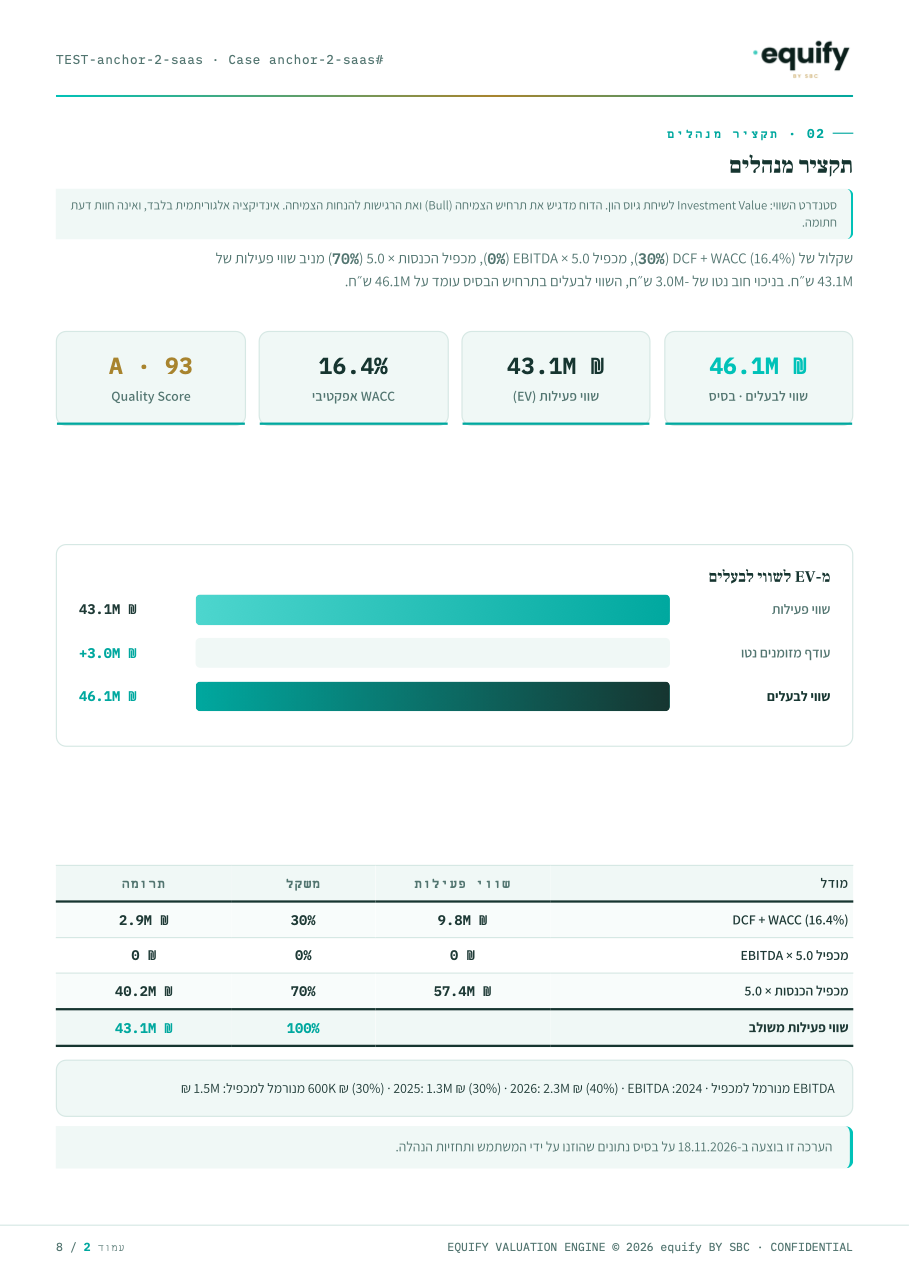 TEST-anchor-2-saas · Case anchor-2-saas#
equify
BY SBC
02 · תקציר מנהלים
תקציר מנהלים
סטנדרט השווי: Investment Value לשיחת גיוס הון. הדוח מדגיש את תרחיש הצמיחה (Bull) ואת הרגישות להנחות הצמיחה. אינדיקציה אלגוריתמית בלבד, ואינה חוות דעת
חתומה.
שקלול של DCF + WACC (16.4%) (30%), מכפיל EBITDA × 5.0 (0%), מכפיל הכנסות × 5.0 (70%) מניב שווי פעילות של
43.1M ש״ח. בניכוי חוב נטו של -3.0M ש״ח, השווי לבעלים בתרחיש הבסיס עומד על 46.1M ש״ח.
46.1M ₪
שווי לבעלים · בסיס
43.1M ₪
שווי פעילות (EV)
16.4%
WACC אפקטיבי
A · 93
Quality Score
מ-EV לשווי לבעלים
שווי פעילות 43.1M ₪
עודף מזומנים נטו +3.0M ₪
שווי לבעלים 46.1M ₪
מודל שווי פעילות משקל תרומה
DCF + WACC (16.4%) 9.8M ₪ 30% 2.9M ₪
מכפיל EBITDA × 5.0 0 ₪ 0% 0 ₪
מכפיל הכנסות × 5.0 57.4M ₪ 70% 40.2M ₪
שווי פעילות משולב 100% 43.1M ₪
EBITDA מנורמל למכפיל · EBITDA :2024 · 2026: 2.3M ₪ (40%) · 2025: 1.3M ₪ (30%) · 600K ₪ (30%) מנורמל למכפיל: 1.5M ₪
הערכה זו בוצעה ב-18.11.2026 על בסיס נתונים שהוזנו על ידי המשתמש ותחזיות הנהלה.
עמוד 2 / 8
EQUIFY VALUATION ENGINE © 2026 equify BY SBC · CONFIDENTIAL